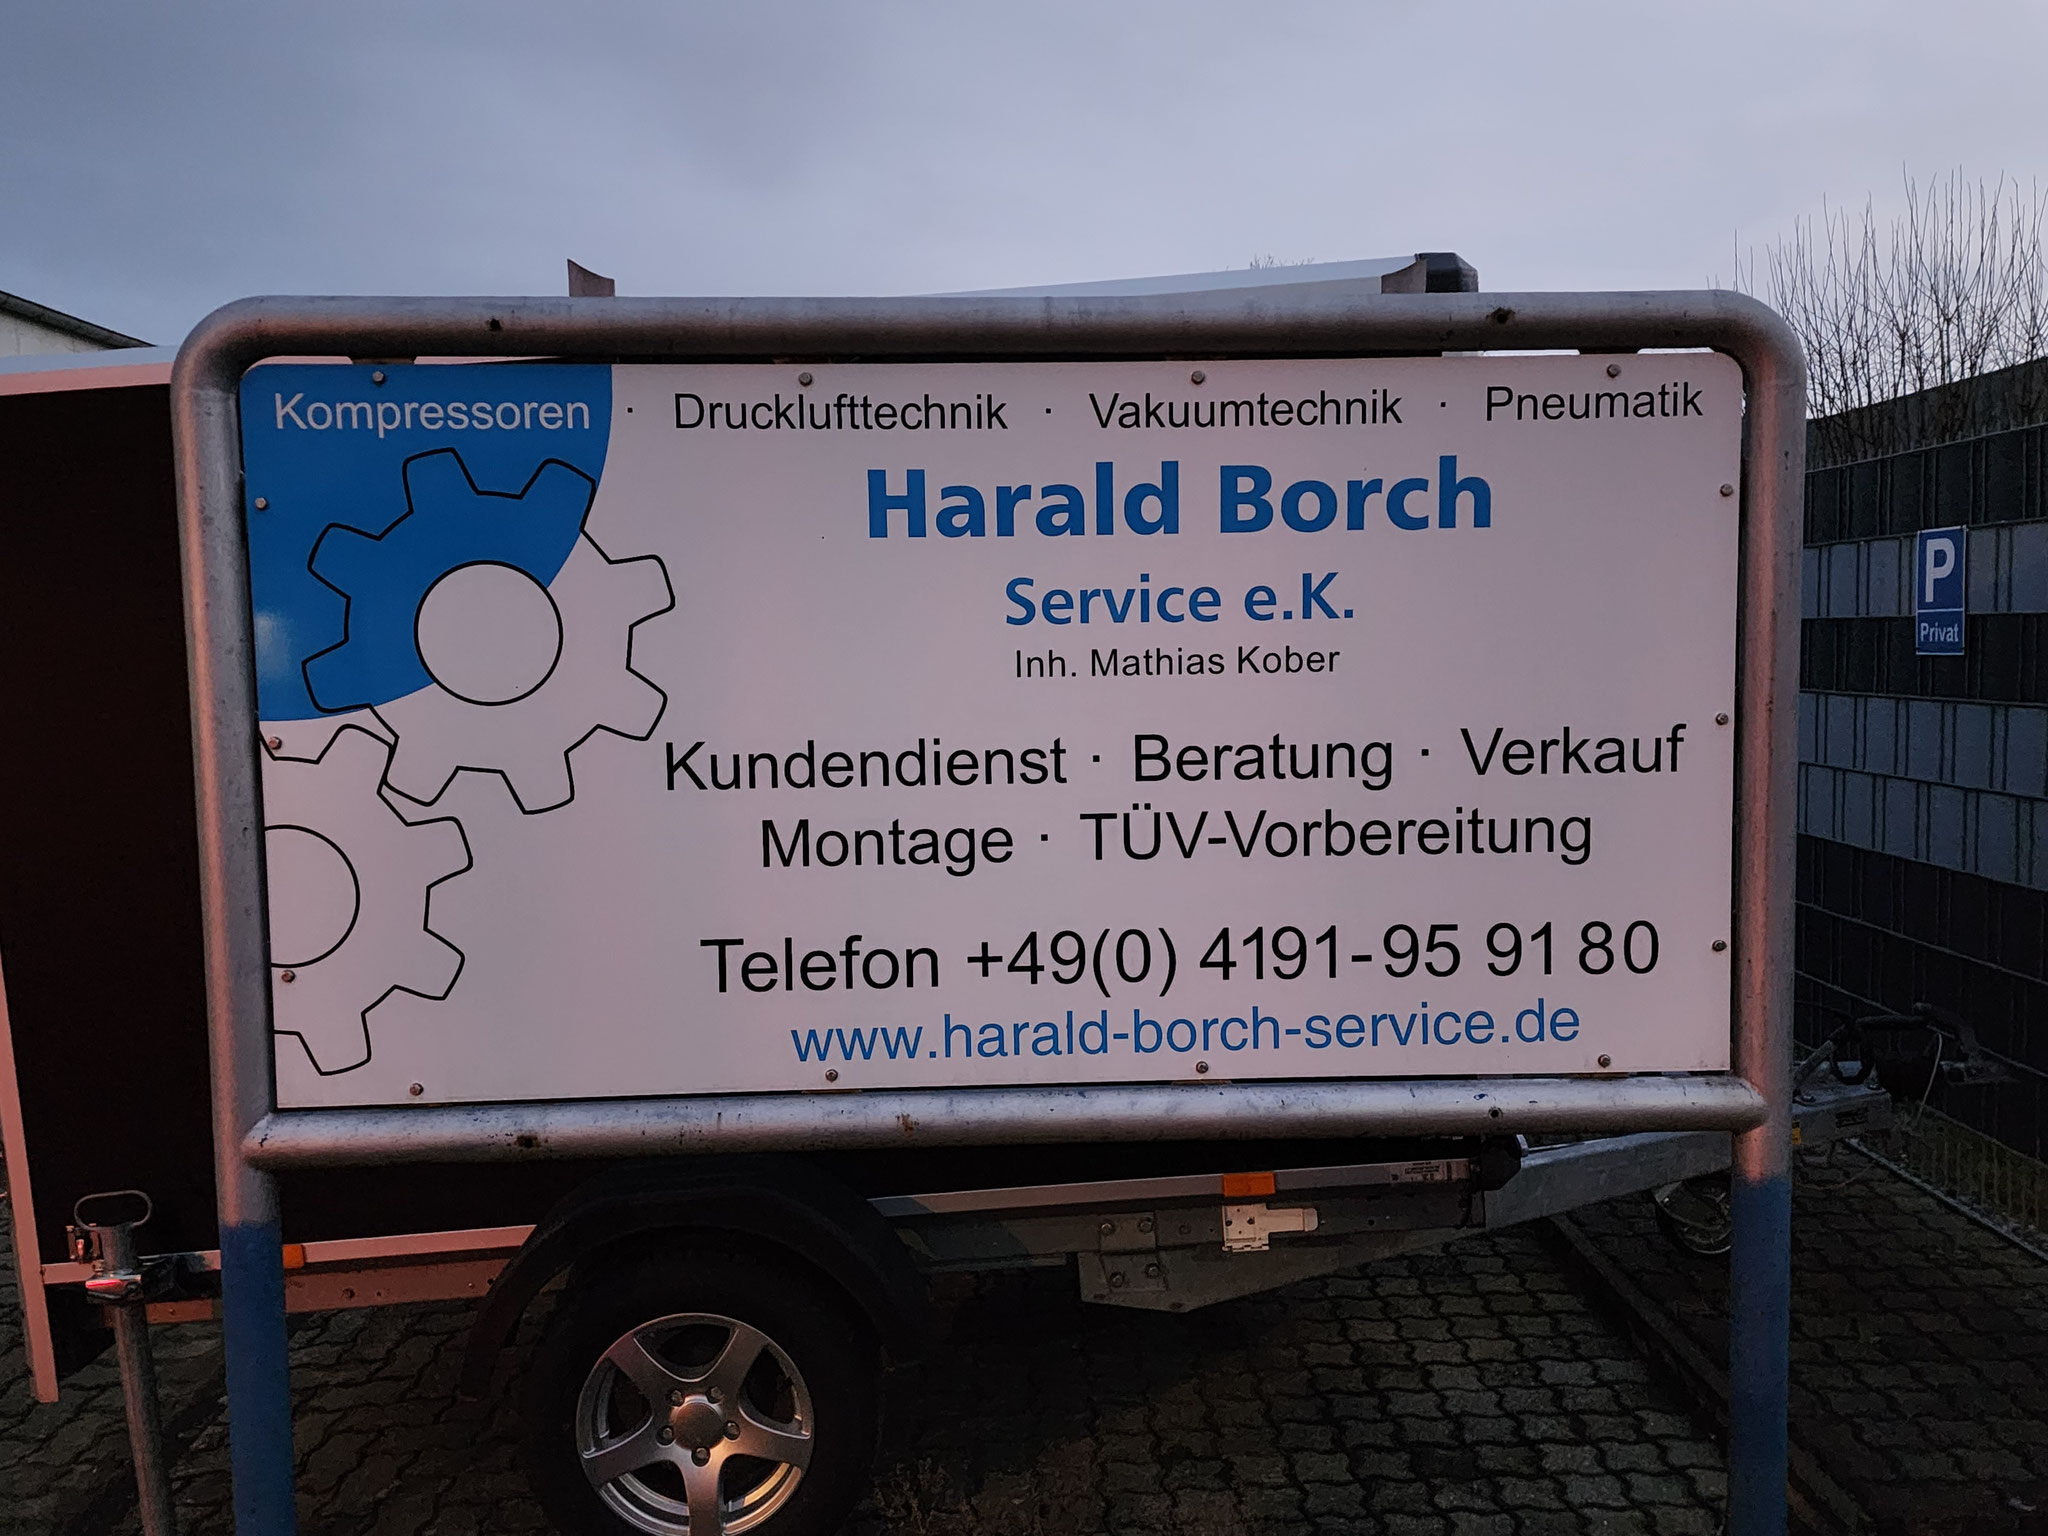 Kompressoren · Drucklufttechnik · Vakuumtechnik · Pneumatik
Harald Borch
Service e.K.
Inh. Mathias Kober
Kundendienst · Beratung · Verkauf
Montage · TÜV-Vorbereitung
Telefon +49(0) 4191-95 91 80
www.harald-borch-service.de
P
Privat